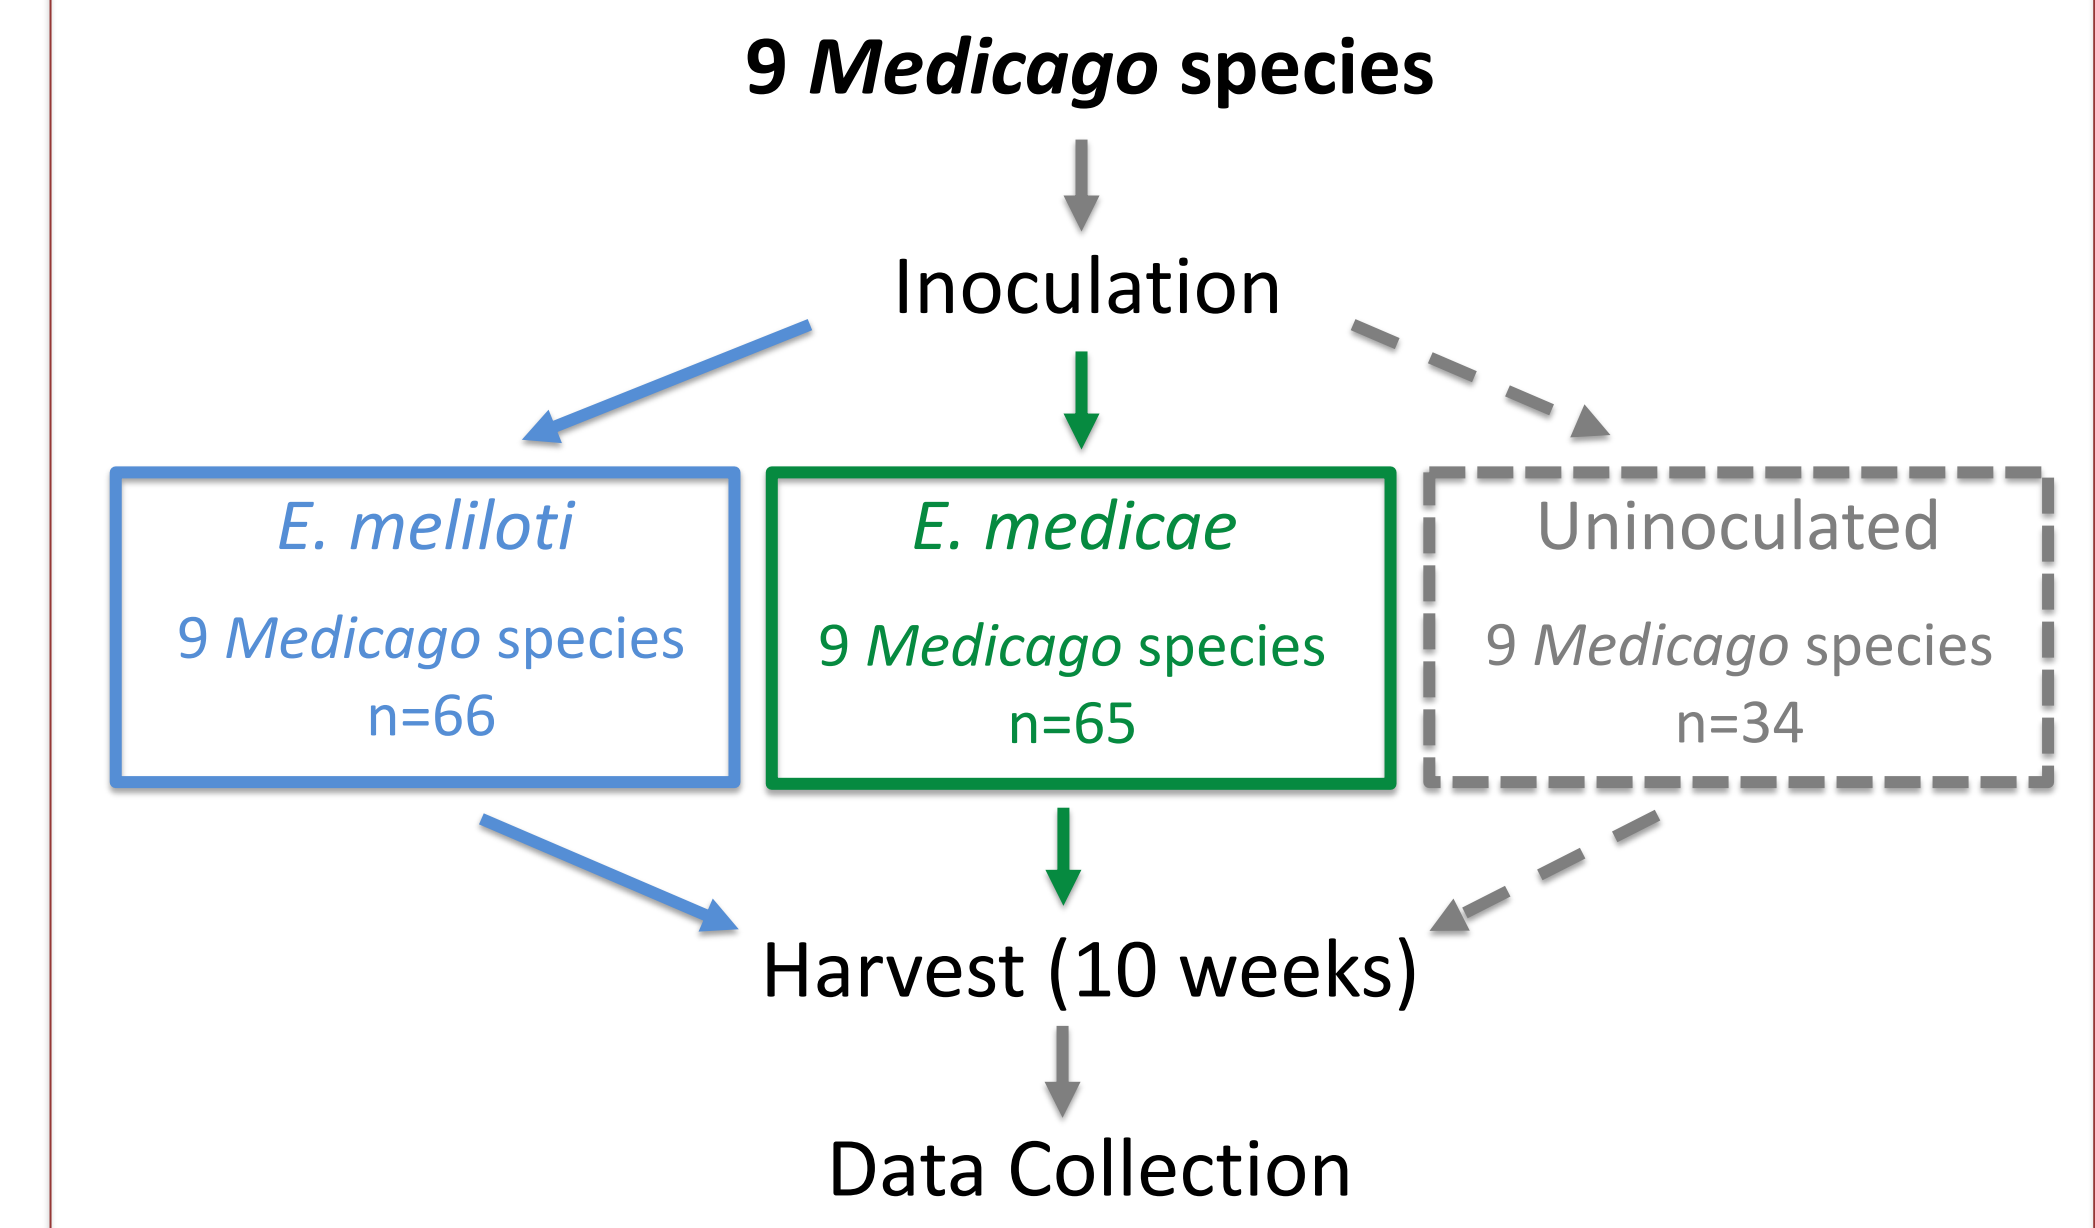 9 Medicago species
Inoculation
E. meliloti
9 Medicago species
n=66
E. medicae
9 Medicago species
n=65
Uninoculated
9 Medicago species
n=34
Harvest (10 weeks)
Data Collection